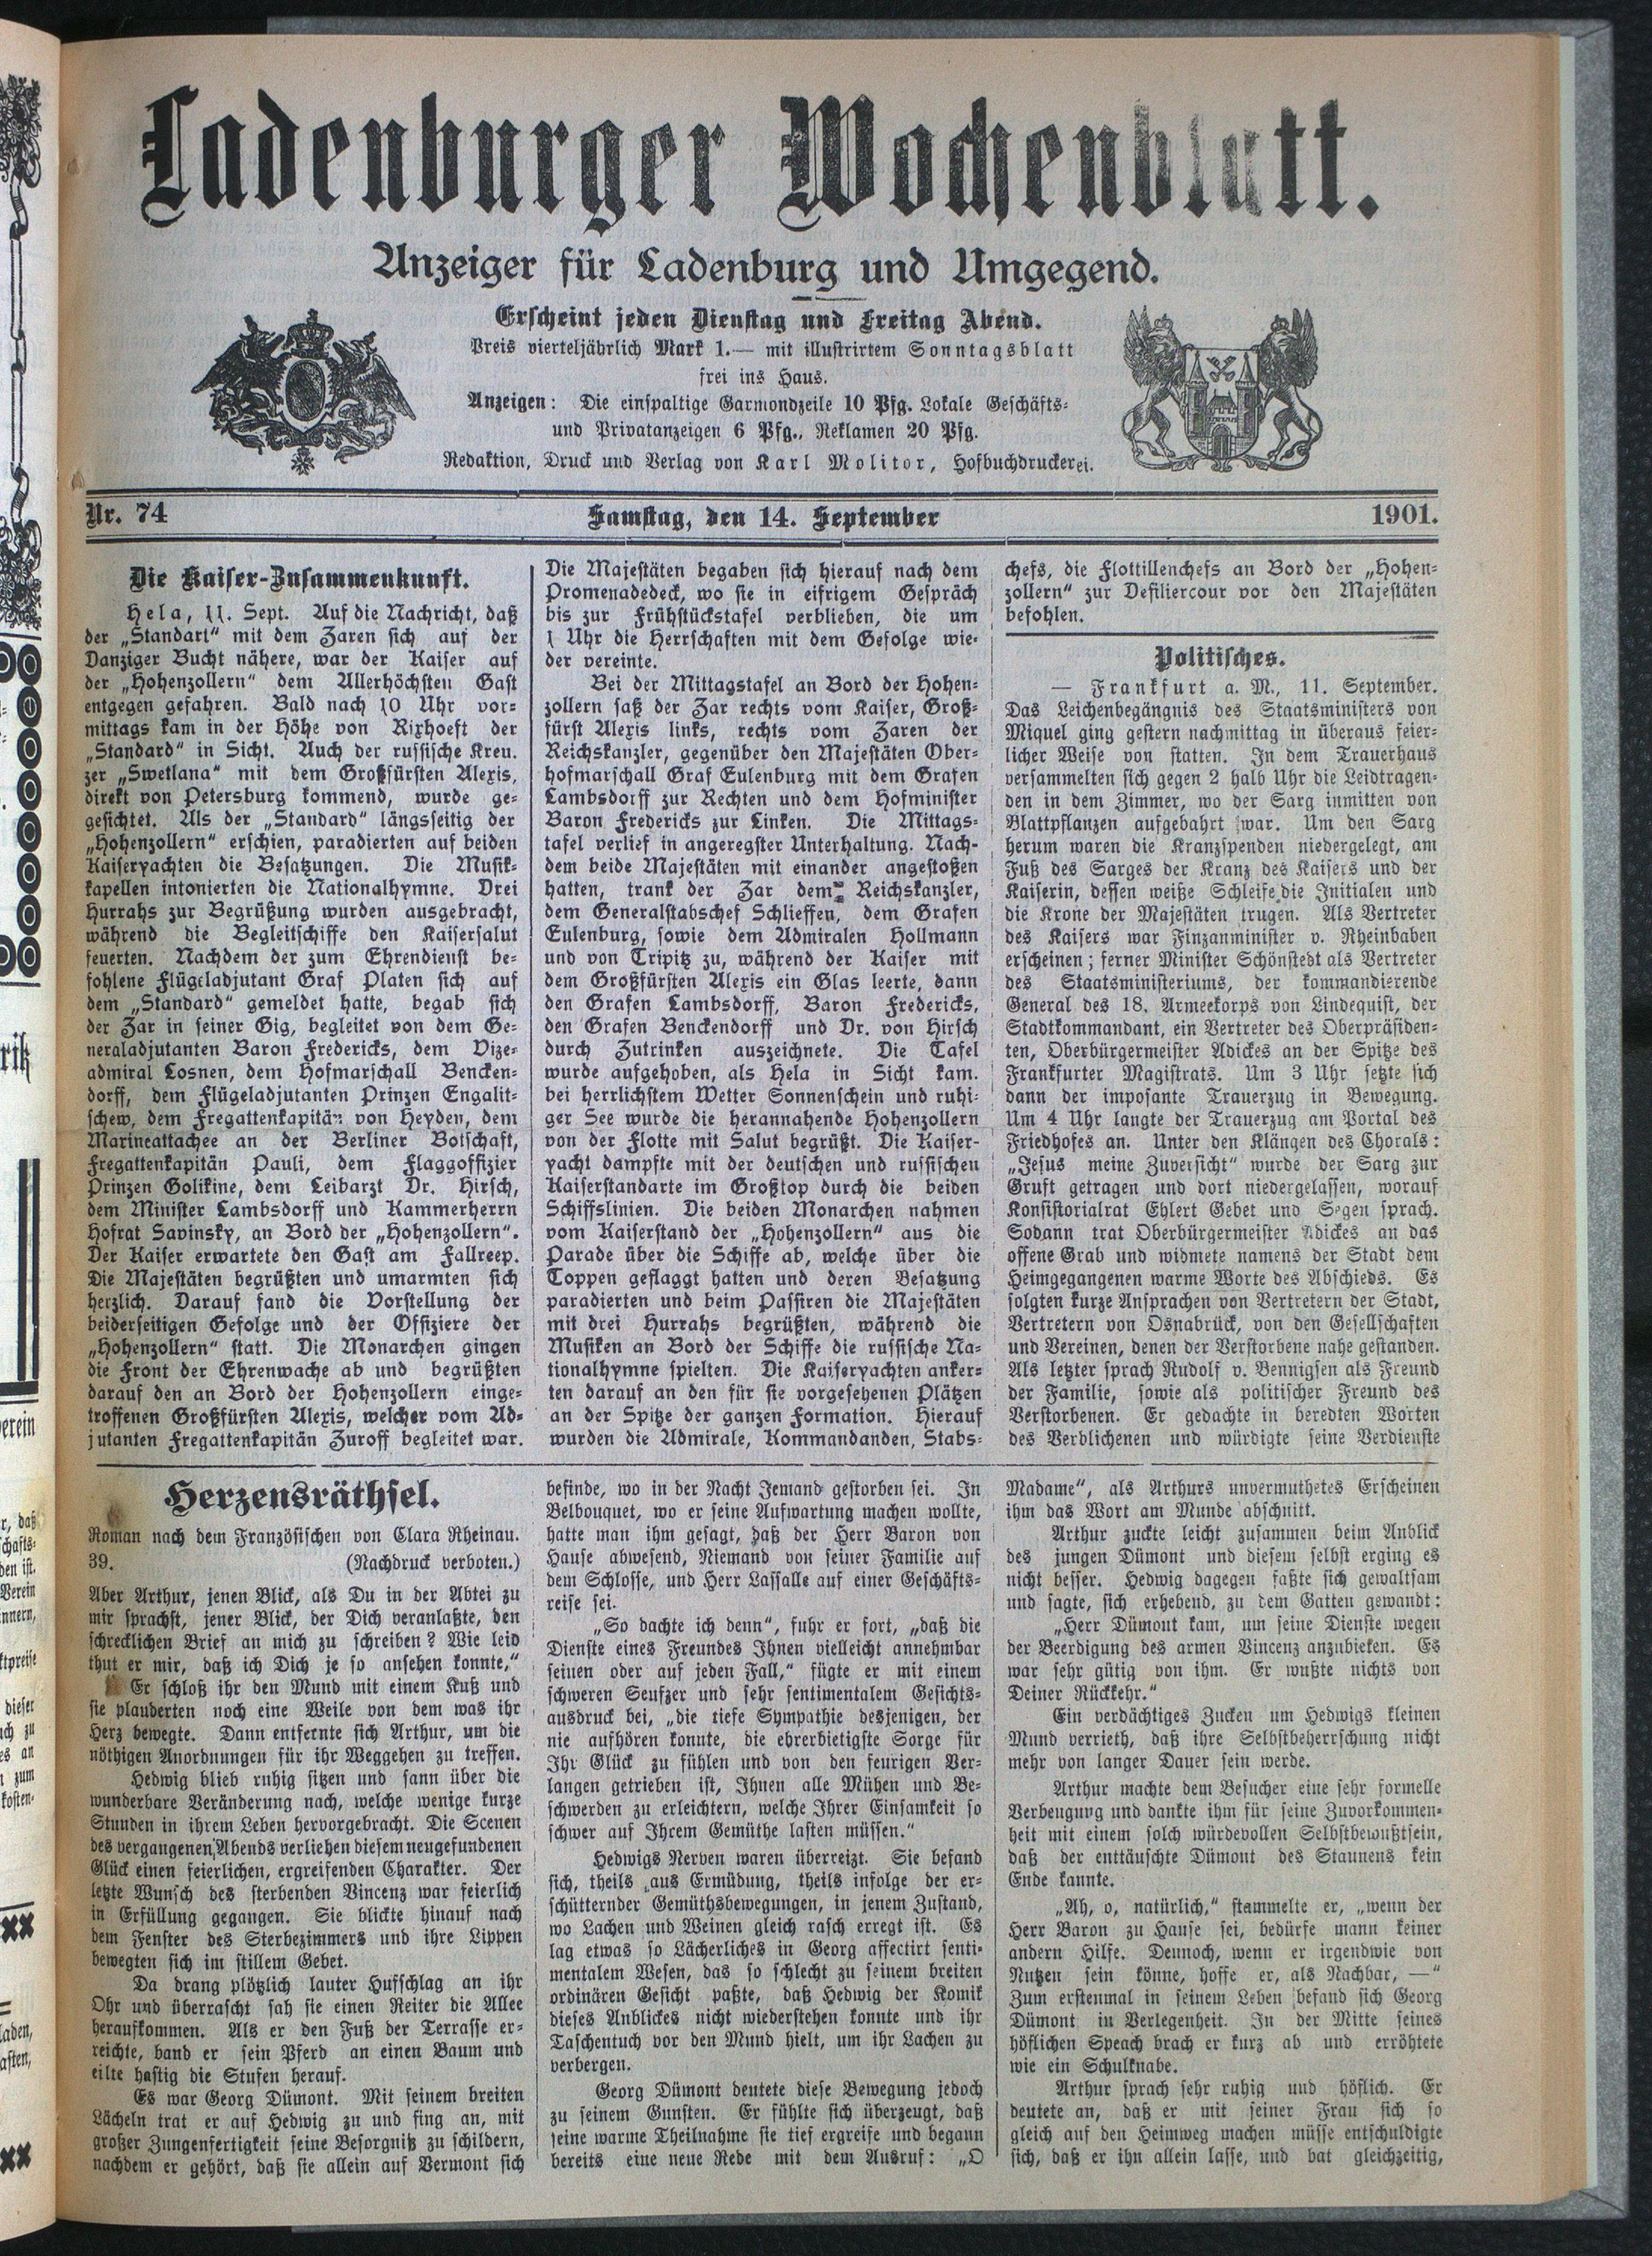 Ladenburger Wochenblatt.
Anzeiger für Ladenburg und Umgegend.
Erscheint jeden Dienstag und Freitag Abend.
Preis vierteljährlich Mark 1.— mit illustrirtem Sonntagsblatt
frei ins Haus.
Anzeigen: Die einspaltige Garmondzeile 10 Pfg. Lokale Geschäfts-
und Privatanzeigen 6 Pfg., Reklamen 20 Pfg.
Redaktion, Druck und Verlag von Karl Molitor, Hofbuchdruckerei.
Nr. 74 Samstag, den 14. September 1901.
Die Kaiser-Zusammenkunft.
Hela, 11. Sept. Auf die Nachricht, daß
der „Standart" mit dem Zaren sich auf der
Danziger Bucht nähere, war der Kaiser auf
der „Hohenzollern" dem Allerhöchsten Gast
entgegen gefahren. Bald nach 10 Uhr vor-
mittags kam in der Höhe von Rixhoeft der
„Standard" in Sicht. Auch der russische Kreu.
zer „Swetlana" mit dem Großfürsten Alexis,
direkt von Petersburg kommend, wurde ge-
gesichtet. Als der „Standard" längsseitig der
„Hohenzollern" erschien, paradierten auf beiden
Kaiseryachten die Besatzungen. Die Musik-
kapellen intonierten die Nationalhymne. Drei
Hurrahs zur Begrüßung wurden ausgebracht,
während die Begleitschiffe den Kaisersalut
feuerten. Nachdem der zum Ehrendienst be-
fohlene Flügeladjutant Graf Platen sich auf
dem „Standard" gemeldet hatte, begab sich
der Zar in seiner Gig, begleitet von dem Ge-
neraladjutanten Baron Fredericks, dem Vize-
admiral Losnen, dem Hofmarschall Bencken-
dorff, dem Flügeladjutanten Prinzen Engalit-
schew, dem Fregattenkapitän von Heyden, dem
Marineattachee an der Berliner Botschaft,
Fregattenkapitän Pauli, dem Flaggoffizier
Prinzen Golikine, dem Leibarzt Dr. Hirsch,
dem Minister Lambsdorff und Kammerherrn
Hofrat Savinsky, an Bord der „Hohenzollern".
Der Kaiser erwartete den Gast am Fallreep.
Die Majestäten begrüßten und umarmten sich
herzlich. Darauf fand die Vorstellung der
beiderseitigen Gefolge und der Offiziere der
„Hohenzollern" statt. Die Monarchen gingen
die Front der Ehrenwache ab und begrüßten
darauf den an Bord der Hohenzollern einge-
troffenen Großfürsten Alexis, welcher vom Ad-
jutanten Fregattenkapitän Zuroff begleitet war.
Die Majestäten begaben sich hierauf nach dem
Promenadedeck, wo sie in eifrigem Gespräch
bis zur Frühstückstafel verblieben, die um
1 Uhr die Herrschaften mit dem Gefolge wie-
der vereinte.
Bei der Mittagstafel an Bord der Hohen-
zollern saß der Zar rechts vom Kaiser, Groß-
fürst Alexis links, rechts vom Zaren der
Reichskanzler, gegenüber den Majestäten Ober-
hofmarschall Graf Eulenburg mit dem Grafen
Lambsdorff zur Rechten und dem Hofminister
Baron Fredericks zur Linken. Die Mittags-
tafel verlief in angeregster Unterhaltung. Nach-
dem beide Majestäten mit einander angestoßen
hatten, trank der Zar dem Reichskanzler,
dem Generalstabschef Schlieffen, dem Grafen
Eulenburg, sowie dem Admiralen Hollmann
und von Tripitz zu, während der Kaiser mit
dem Großfürsten Alexis ein Glas leerte, dann
den Grafen Lambsdorff, Baron Fredericks,
den Grafen Benckendorff und Dr. von Hirsch
durch Zutrinken auszeichnete. Die Tafel
wurde aufgehoben, als Hela in Sicht kam.
bei herrlichstem Wetter Sonnenschein und ruhi-
ger See wurde die herannahende Hohenzollern
von der Flotte mit Salut begrüßt. Die Kaiser-
yacht dampfte mit der deutschen und russischen
Kaiserstandarte im Großtop durch die beiden
Schiffslinien. Die beiden Monarchen nahmen
vom Kaiserstand der „Hohenzollern" aus die
Parade über die Schiffe ab, welche über die
Toppen geflaggt hatten und deren Besatzung
paradierten und beim Passiren die Majestäten
mit drei Hurrahs begrüßten, während die
Musiken an Bord der Schiffe die russische Na-
tionalhymne spielten. Die Kaiseryachten anker-
ten darauf an den für sie vorgesehenen Plätzen
an der Spitze der ganzen Formation. Hierauf
wurden die Admirale, Kommandanden, Stabs-
chefs, die Flottillenchefs an Bord der „Hohen-
zollern" zur Defiliercour vor den Majestäten
befohlen.
Politisches.
— Frankfurt a. M., 11. September.
Das Leichenbegängnis des Staatsministers von
Miquel ging gestern nachmittag in überaus feier-
licher Weise von statten. In dem Trauerhaus
versammelten sich gegen 2 halb Uhr die Leidtragen-
den in dem Zimmer, wo der Sarg inmitten von
Blattpflanzen aufgebahrt war. Um den Sarg
herum waren die Kranzspenden niedergelegt, am
Fuß des Sarges der Kranz des Kaisers und der
Kaiserin, dessen weiße Schleife die Initialen und
die Krone der Majestäten trugen. Als Vertreter
des Kaisers war Finzanminister v. Rheinbaben
erscheinen; ferner Minister Schönstedt als Vertreter
des Staatsministeriums, der kommandierende
General des 18. Armeekorps von Lindequist, der
Stadtkommandant, ein Vertreter des Oberpräsiden-
ten, Oberbürgermeister Adickes an der Spitze des
Frankfurter Magistrats. Um 3 Uhr setzte sich
dann der imposante Trauerzug in Bewegung.
Um 4 Uhr langte der Trauerzug am Portal des
Friedhofes an. Unter den Klängen des Chorals:
„Jesus meine Zuversicht" wurde der Sarg zur
Gruft getragen und dort niedergelassen, worauf
Konsistorialrat Ehlert Gebet und Segen sprach.
Sodann trat Oberbürgermeister Adickes an das
offene Grab und widmete namens der Stadt dem
Heimgegangenen warme Worte des Abschieds. Es
folgten kurze Ansprachen von Vertretern der Stadt,
Vertretern von Osnabrück, von den Gesellschaften
und Vereinen, denen der Verstorbene nahe gestanden.
Als letzter sprach Rudolf v. Bennigsen als Freund
der Familie, sowie als politischer Freund des
Verstorbenen. Er gedachte in beredten Worten
des Verblichenen und würdigte seine Verdienste
Herzensräthsel.
Roman nach dem Französischen von Clara Rheinau.
39. (Nachdruck verboten.)
Aber Arthur, jenen Blick, als Du in der Abtei zu
mir sprachst, jener Blick, der Dich veranlaßte, den
schrecklichen Brief an mich zu schreiben? Wie leid
thut er mir, daß ich Dich je so ansehen konnte,"
Er schloß ihr den Mund mit einem Kuß und
sie plauderten noch eine Weile von dem was ihr
Herz bewegte. Dann entfernte sich Arthur, um die
nöthigen Anordnungen für ihr Weggehen zu treffen.
Hedwig blieb ruhig sitzen und sann über die
wunderbare Veränderung nach, welche wenige kurze
Stunden in ihrem Leben hervorgebracht. Die Scenen
des vergangenen Abends verliehen diesem neugefundenen
Glück einen feierlichen, ergreifenden Charakter. Der
letzte Wunsch des sterbenden Vincenz war feierlich
in Erfüllung gegangen. Sie blickte hinauf nach
dem Fenster des Sterbezimmers und ihre Lippen
bewegten sich im stillem Gebet.
Da drang plötzlich lauter Hufschlag an ihr
Ohr und überrascht sah sie einen Reiter die Allee
heraufkommen. Als er den Fuß der Terrasse er-
reichte, band er sein Pferd an einen Baum und
eilte hastig die Stufen herauf.
Es war Georg Dümont. Mit seinem breiten
Lächeln trat er auf Hedwig zu und fing an, mit
großer Zungenfertigkeit seine Besorgniß zu schildern,
nachdem er gehört, daß sie allein auf Vermont sich
befinde, wo in der Nacht Jemand gestorben sei. In
Belbouquet, wo er seine Aufwartung machen wollte,
hatte man ihm gesagt, daß der Herr Baron von
Hause abwesend, Niemand von seiner Familie auf
dem Schlosse, und Herr Lassalle auf einer Geschäfts-
reise sei.
„So dachte ich denn", fuhr er fort, „daß die
Dienste eines Freundes Ihnen vielleicht annehmbar
seinen oder auf jeden Fall," fügte er mit einem
schweren Seufzer und sehr sentimentalem Gesichts-
ausdruck bei, „die tiefe Sympathie desjenigen, der
nie aufhören konnte, die ehrerbietigste Sorge für
Ihr Glück zu fühlen und von den feurigen Ver-
langen getrieben ist, Ihnen alle Mühen und Be-
schwerden zu erleichtern, welche Ihrer Einsamkeit so
schwer auf Ihcem Gemüthe lasten müssen."
Hedwigs Nerven waren überreizt. Sie befand
sich, theils aus Ermüdung, theils infolge der er-
schütternder Gemüthsbewegungen, in jenem Zustand,
wo Lachen und Weinen gleich rasch erregt ist. Es
lag etwas so Lächerliches in Georg affectirt senti-
mentalem Wesen, das so schlecht zu seinem breiten
ordinären Gesicht paßte, daß Hedwig der Komik
dieses Anblickes nicht wiederstehen konnte und ihr
Taschentuch vor den Mund hielt, um ihr Lachen zu
verbergen.
Georg Dümont deutete diese Bewegung jedoch
zu seinem Gunsten. Er fühlte sich überzeugt, daß
seine warme Theilnahme sie tief ergreife und begann
bereits eine neue Rede mit dem Ausruf: „O
Madame", als Arthurs unvermuthetes Erscheinen
ihm das Wort am Munde abschnitt.
Arthur zuckte leicht zusammen beim Anblick
des jungen Dümont und diesem selbst erging es
nicht besser. Hedwig dagegen faßte sich gewaltsam
und sagte, sich erhebend, zu dem Gatten gewandt:
„Herr Dümont kam, um seine Dienste wegen
der Beerdigung des armen Vincenz anzubieten. Es
war sehr gütig von ihm. Er wußte nichts von
Deiner Rückkehr."
Ein verdächtiges Zucken um Hedwigs kleinen
Mund verrieth, daß ihre Selbstbeherrschung nicht
mehr von langer Dauer sein werde.
Arthur machte dem Besucher eine sehr formelle
Verbeugung und dankte ihm für seine Zuvorkommen-
heit mit einem solch würdevollen Selbstbewußtsein,
daß der enttäuschte Dümont des Staunens kein
Ende kannte.
„Ah, o, natürlich," stammelte er, „wenn der
Herr Baron zu Hause sei, bedürfe mann keiner
andern Hilfe. Dennoch, wenn er irgendwie von
Nutzen sein könne, hoffe er, als Nachbar, —"
Zum erstenmal in seinem Leben befand sich Georg
Dümont in Verlegenheit. In der Mitte seines
höflichen Speach brach er kurz ab und erröhtete
wie ein Schulknabe.
Arthur sprach sehr ruhig und höflich. Er
deutete an, daß er mit seiner Frau sich so
gleich auf den Heimweg machen müsse entschuldigte
sich, daß er ihn allein lasse, und bat gleichzeitig,